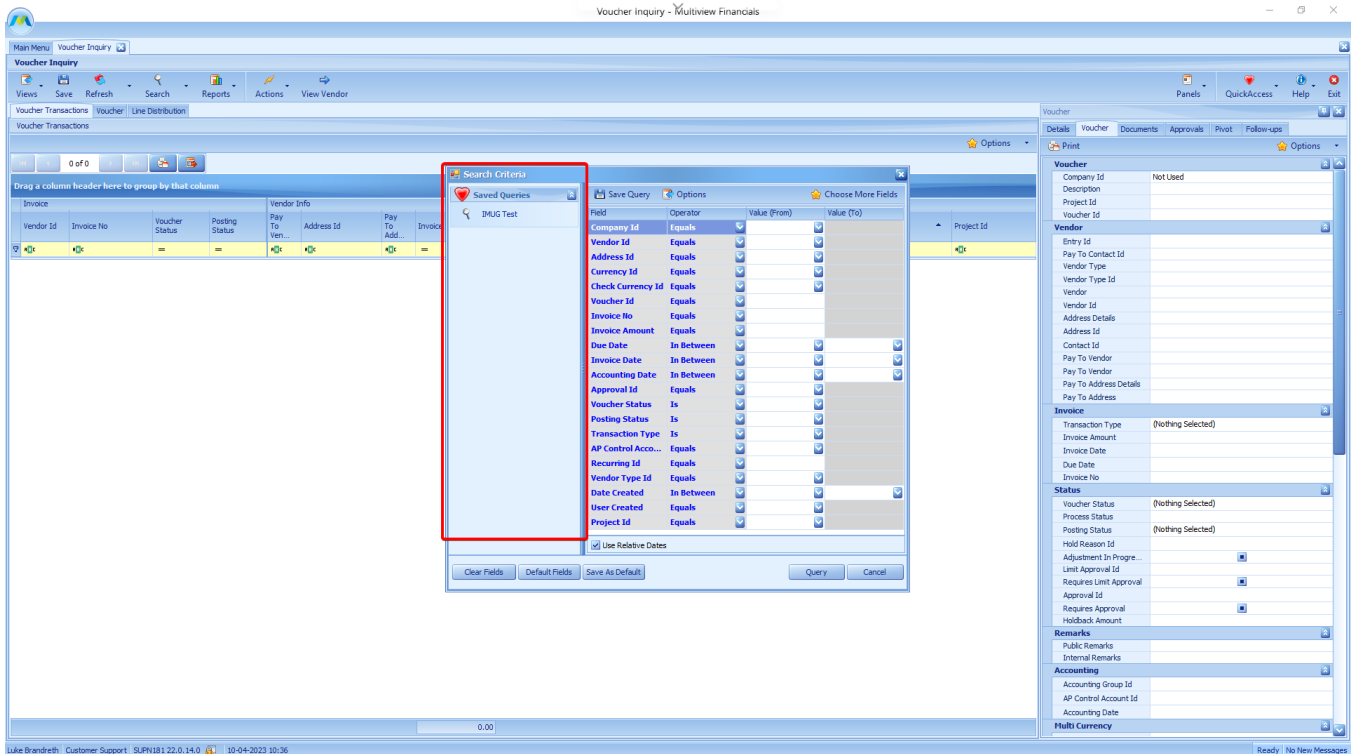 Voucher Inquiry - Multiview Financials
Main Menu Voucher Inquiry
Voucher Inquiry
Views Save Refresh Search Reports Actions View Vendor Panels QuickAccess Help Exit
Voucher Transactions Voucher Line Distribution
Voucher Transactions
Options
0 of 0
Drag a column header here to group by that column
Invoice Vendor Info
Vendor Id Invoice No Voucher Status Posting Status Pay To Ven... Address Id Pay To Add... Invoice Project Id
= = =
Search Criteria
Saved Queries
IMUG Test
Save Query Options Choose More Fields
Field Operator Value (From) Value (To)
Company Id Equals
Vendor Id Equals
Address Id Equals
Currency Id Equals
Check Currency Id Equals
Voucher Id Equals
Invoice No Equals
Invoice Amount Equals
Due Date In Between
Invoice Date In Between
Accounting Date In Between
Approval Id Equals
Voucher Status Is
Posting Status Is
Transaction Type Is
AP Control Acco... Equals
Recurring Id Equals
Vendor Type Id Equals
Date Created In Between
User Created Equals
Project Id Equals
Use Relative Dates
Clear Fields Default Fields Save As Default Query Cancel
Voucher
Details Voucher Documents Approvals Pivot Follow-ups
Print Options
Voucher
Company Id Not Used
Description
Project Id
Voucher Id
Vendor
Entry Id
Pay To Contact Id
Vendor Type
Vendor Type Id
Vendor
Vendor Id
Address Details
Address Id
Contact Id
Pay To Vendor
Pay To Vendor
Pay To Address Details
Pay To Address
Invoice
Transaction Type (Nothing Selected)
Invoice Amount
Invoice Date
Due Date
Invoice No
Status
Voucher Status (Nothing Selected)
Process Status
Posting Status (Nothing Selected)
Hold Reason Id
Adjustment In Progre...
Limit Approval Id
Requires Limit Approval
Approval Id
Requires Approval
Holdback Amount
Remarks
Public Remarks
Internal Remarks
Accounting
Accounting Group Id
AP Control Account Id
Accounting Date
Multi Currency
0.00
Luke Brandreth Customer Support SUPN181 22.0.14.0 10-04-2023 10:36 Ready No New Messages